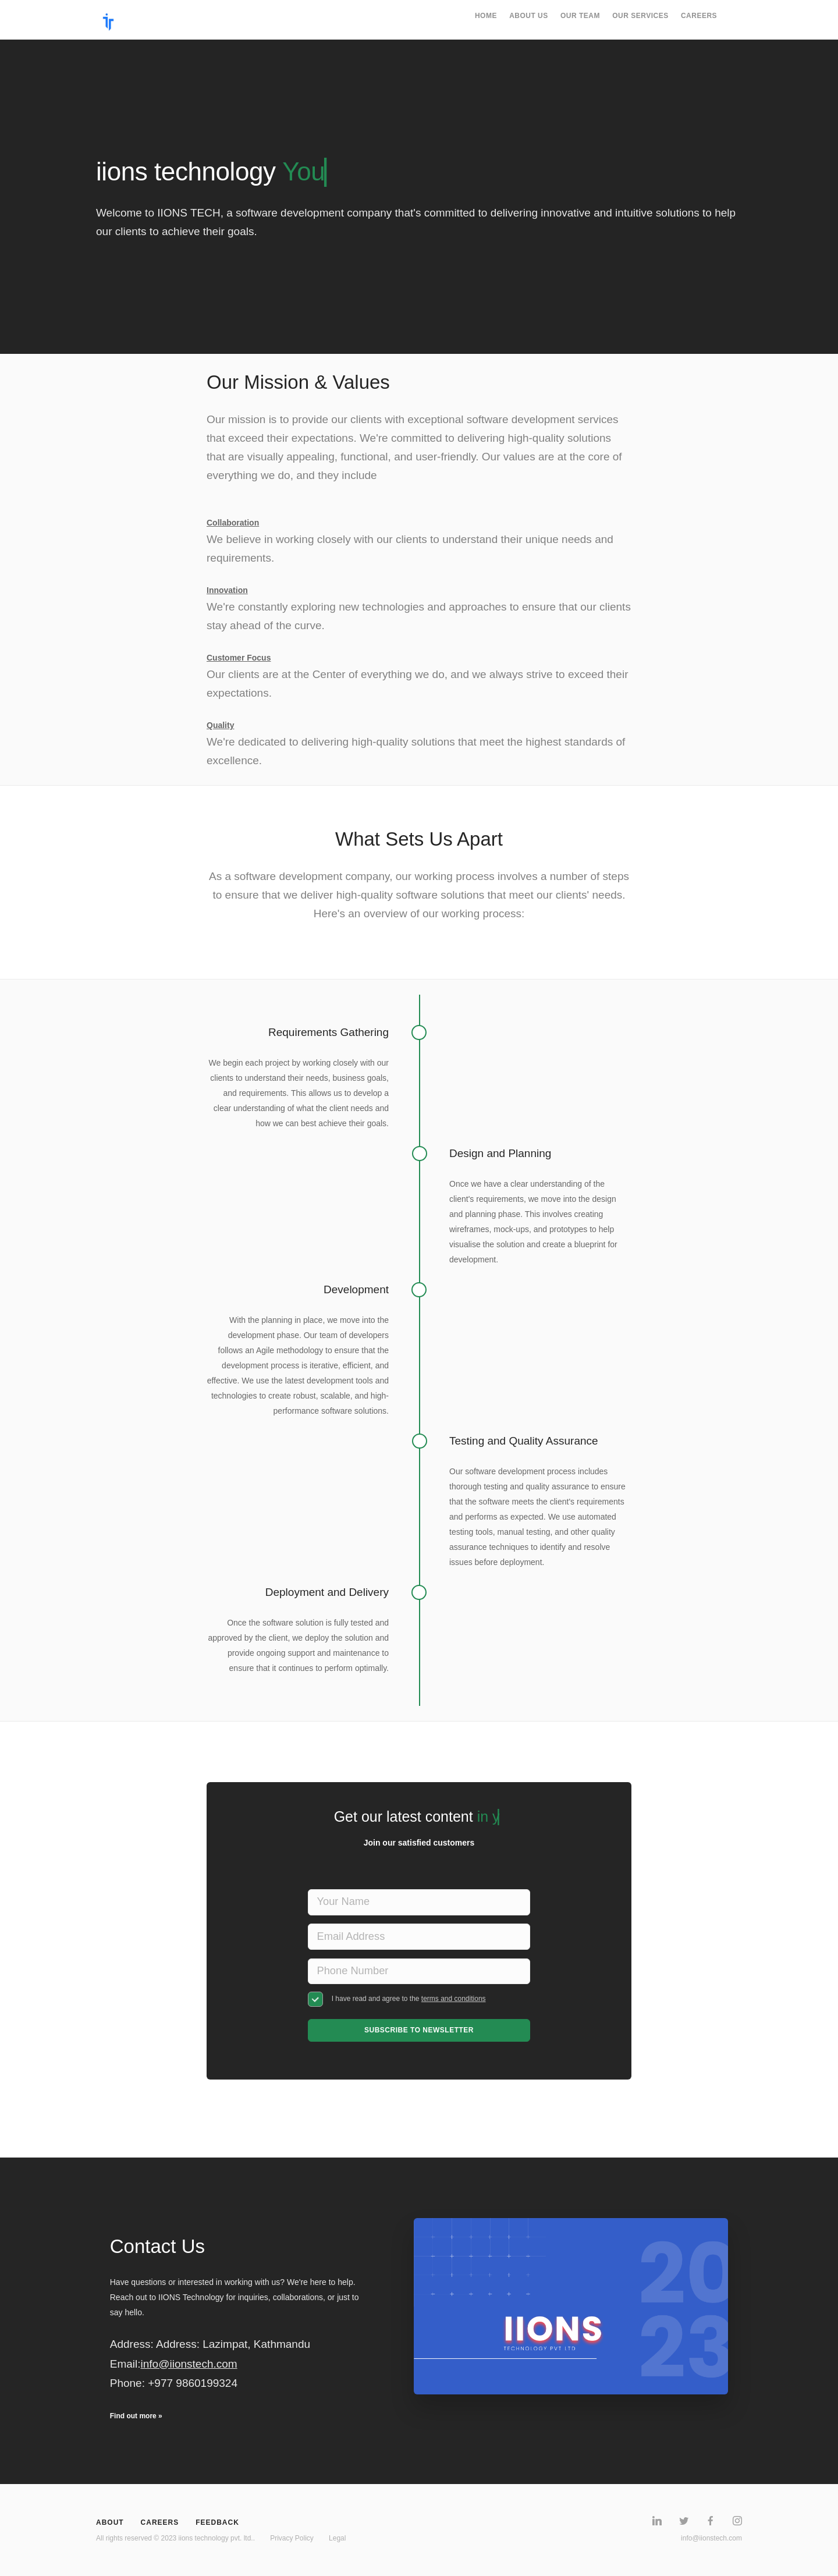 HOME ABOUT US OUR TEAM OUR SERVICES CAREERS
iions technology You
Welcome to IIONS TECH, a software development company that's committed to delivering innovative and intuitive solutions to help
our clients to achieve their goals.
Our Mission & Values
Our mission is to provide our clients with exceptional software development services
that exceed their expectations. We're committed to delivering high-quality solutions
that are visually appealing, functional, and user-friendly. Our values are at the core of
everything we do, and they include
Collaboration
We believe in working closely with our clients to understand their unique needs and
requirements.
Innovation
We're constantly exploring new technologies and approaches to ensure that our clients
stay ahead of the curve.
Customer Focus
Our clients are at the Center of everything we do, and we always strive to exceed their
expectations.
Quality
We're dedicated to delivering high-quality solutions that meet the highest standards of
excellence.
What Sets Us Apart
As a software development company, our working process involves a number of steps
to ensure that we deliver high-quality software solutions that meet our clients' needs.
Here's an overview of our working process:
Requirements Gathering
We begin each project by working closely with our
clients to understand their needs, business goals,
and requirements. This allows us to develop a
clear understanding of what the client needs and
how we can best achieve their goals.
Design and Planning
Once we have a clear understanding of the
client's requirements, we move into the design
and planning phase. This involves creating
wireframes, mock-ups, and prototypes to help
visualise the solution and create a blueprint for
development.
Development
With the planning in place, we move into the
development phase. Our team of developers
follows an Agile methodology to ensure that the
development process is iterative, efficient, and
effective. We use the latest development tools and
technologies to create robust, scalable, and high-
performance software solutions.
Testing and Quality Assurance
Our software development process includes
thorough testing and quality assurance to ensure
that the software meets the client's requirements
and performs as expected. We use automated
testing tools, manual testing, and other quality
assurance techniques to identify and resolve
issues before deployment.
Deployment and Delivery
Once the software solution is fully tested and
approved by the client, we deploy the solution and
provide ongoing support and maintenance to
ensure that it continues to perform optimally.
Get our latest content in y
Join our satisfied customers
Your Name
Email Address
Phone Number
I have read and agree to the terms and conditions
SUBSCRIBE TO NEWSLETTER
Contact Us
Have questions or interested in working with us? We're here to help.
Reach out to IIONS Technology for inquiries, collaborations, or just to
say hello.
Address: Address: Lazimpat, Kathmandu
Email:info@iionstech.com
Phone: +977 9860199324
Find out more »
20
23
IIONS
TECHNOLOGY PVT LTD
ABOUT CAREERS FEEDBACK
All rights reserved © 2023 iions technology pvt. ltd.. Privacy Policy Legal
info@iionstech.com